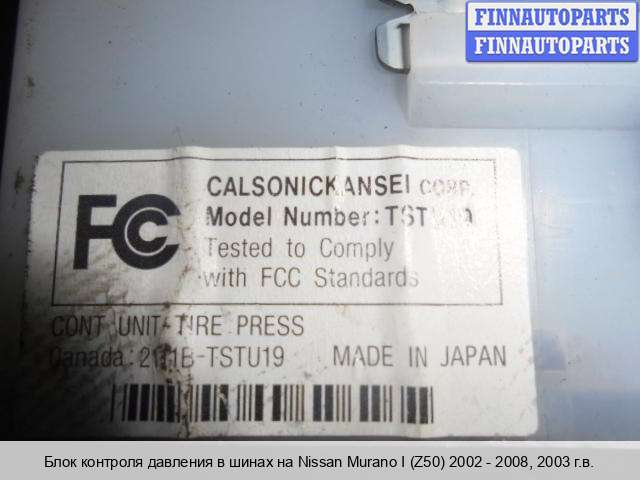 FINNAUTOPARTS
FINNAUTOPARTS
FC
CALSONICKANSEI CORP.
Model Number:
Tested to Comply
with FCC Standards
CONT UNIT-TIRE PRESS
Canada: MADE IN JAPAN
Блок контроля давления в шинах на Nissan Murano I (Z50) 2002 - 2008, 2003 г.в.